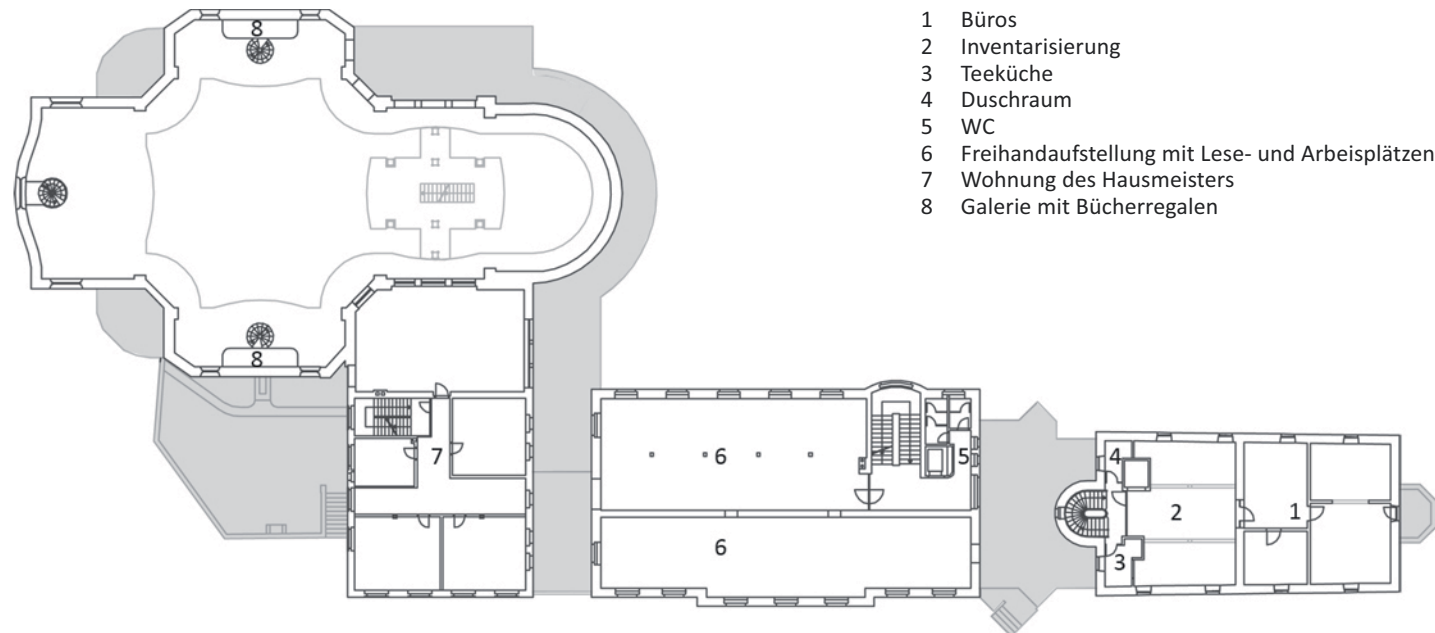 1 Büros
2 Inventarisierung
3 Teeküche
4 Duschraum
5 WC
6 Freihandaufstellung mit Lese- und Arbeisplätzen
7 Wohnung des Hausmeisters
8 Galerie mit Bücherregalen
8
8
7
6
5
4
6
2
1
3